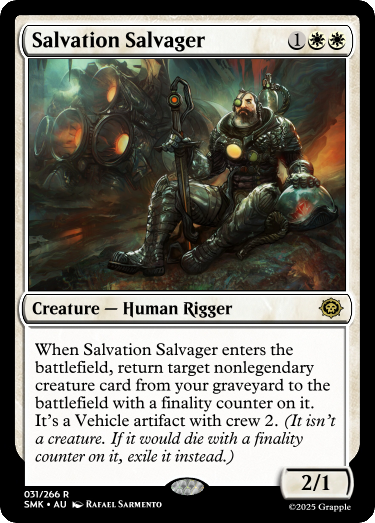 Salvation Salvager 1
Creature — Human Rigger
When Salvation Salvager enters the
battlefield, return target nonlegendary
creature card from your graveyard to the
battlefield with a finality counter on it.
It's a Vehicle artifact with crew 2. (It isn't
a creature. If it would die with a finality
counter on it, exile it instead.)
2/1
031/266 R
SMK • AU Rafael Sarmento
©2025 Grapple